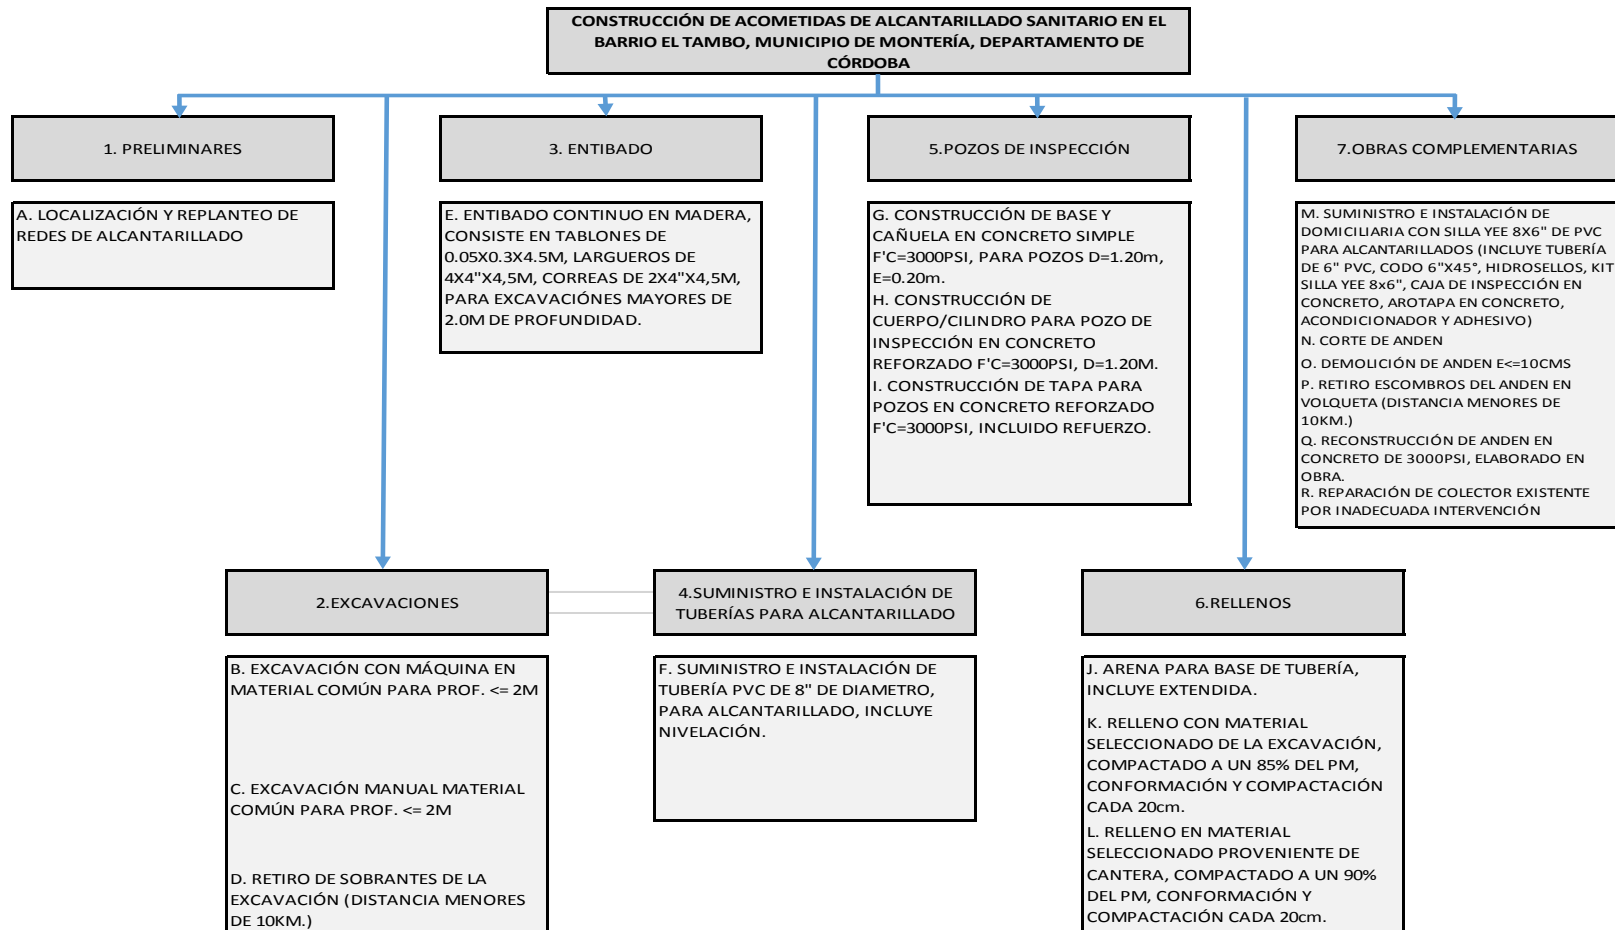 CONSTRUCCIÓN DE ACOMETIDAS DE ALCANTARILLADO SANITARIO EN EL
BARRIO EL TAMBO, MUNICIPIO DE MONTERÍA, DEPARTAMENTO DE
CÓRDOBA
1. PRELIMINARES
A. LOCALIZACIÓN Y REPLANTEO DE
REDES DE ALCANTARILLADO
3. ENTIBADO
E. ENTIBADO CONTINUO EN MADERA,
CONSISTE EN TABLONES DE
0.05X0.3X4.5M, LARGUEROS DE
4X4"X4,5M, CORREAS DE 2X4"X4,5M,
PARA EXCAVACIÓNES MAYORES DE
2.0M DE PROFUNDIDAD.
5.POZOS DE INSPECCIÓN
G. CONSTRUCCIÓN DE BASE Y
CAÑUELA EN CONCRETO SIMPLE
F'C=3000PSI, PARA POZOS D=1.20m,
E=0.20m.
H. CONSTRUCCIÓN DE
CUERPO/CILINDRO PARA POZO DE
INSPECCIÓN EN CONCRETO
REFORZADO F'C=3000PSI, D=1.20M.
I. CONSTRUCCIÓN DE TAPA PARA
POZOS EN CONCRETO REFORZADO
F'C=3000PSI, INCLUIDO REFUERZO.
7.OBRAS COMPLEMENTARIAS
M. SUMINISTRO E INSTALACIÓN DE
DOMICILIARIA CON SILLA YEE 8X6" DE PVC
PARA ALCANTARILLADOS (INCLUYE TUBERÍA
DE 6" PVC, CODO 6"X45°, HIDROSELLOS, KIT
SILLA YEE 8x6", CAJA DE INSPECCIÓN EN
CONCRETO, AROTAPA EN CONCRETO,
ACONDICIONADOR Y ADHESIVO)
N. CORTE DE ANDEN
O. DEMOLICIÓN DE ANDEN E<=10CMS
P. RETIRO ESCOMBROS DEL ANDEN EN
VOLQUETA (DISTANCIA MENORES DE
10KM.)
Q. RECONSTRUCCIÓN DE ANDEN EN
CONCRETO DE 3000PSI, ELABORADO EN
OBRA.
R. REPARACIÓN DE COLECTOR EXISTENTE
POR INADECUADA INTERVENCIÓN
2.EXCAVACIONES
B. EXCAVACIÓN CON MÁQUINA EN
MATERIAL COMÚN PARA PROF. <= 2M
C. EXCAVACIÓN MANUAL MATERIAL
COMÚN PARA PROF. <= 2M
D. RETIRO DE SOBRANTES DE LA
EXCAVACIÓN (DISTANCIA MENORES
DE 10KM.)
4.SUMINISTRO E INSTALACIÓN DE
TUBERÍAS PARA ALCANTARILLADO
F. SUMINISTRO E INSTALACIÓN DE
TUBERÍA PVC DE 8" DE DIAMETRO,
PARA ALCANTARILLADO, INCLUYE
NIVELACIÓN.
6.RELLENOS
J. ARENA PARA BASE DE TUBERÍA,
INCLUYE EXTENDIDA.
K. RELLENO CON MATERIAL
SELECCIONADO DE LA EXCAVACIÓN,
COMPACTADO A UN 85% DEL PM,
CONFORMACIÓN Y COMPACTACIÓN
CADA 20cm.
L. RELLENO EN MATERIAL
SELECCIONADO PROVENIENTE DE
CANTERA, COMPACTADO A UN 90%
DEL PM, CONFORMACIÓN Y
COMPACTACIÓN CADA 20cm.